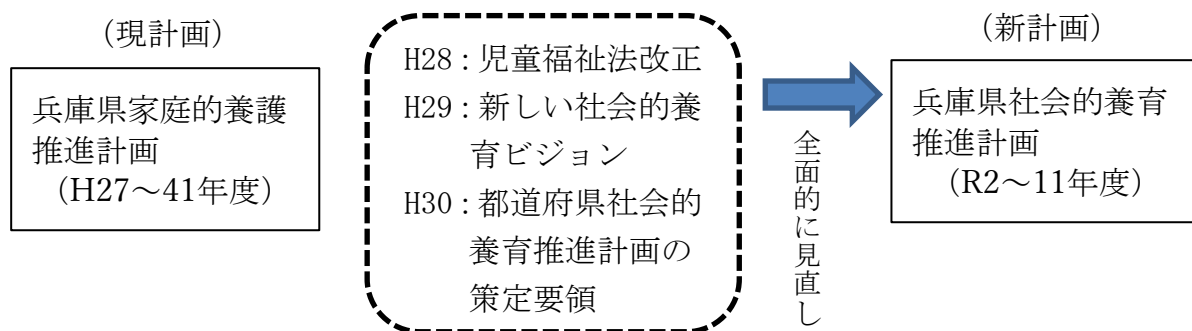 (現計画)
兵庫県家庭的養護
推進計画
(H27～41年度)
H28:児童福祉法改正
H29:新しい社会的養
育ビジョン
H30:都道府県社会的
養育推進計画の
策定要領
全面的に見直し
(新計画)
兵庫県社会的養育
推進計画
(R2～11年度)